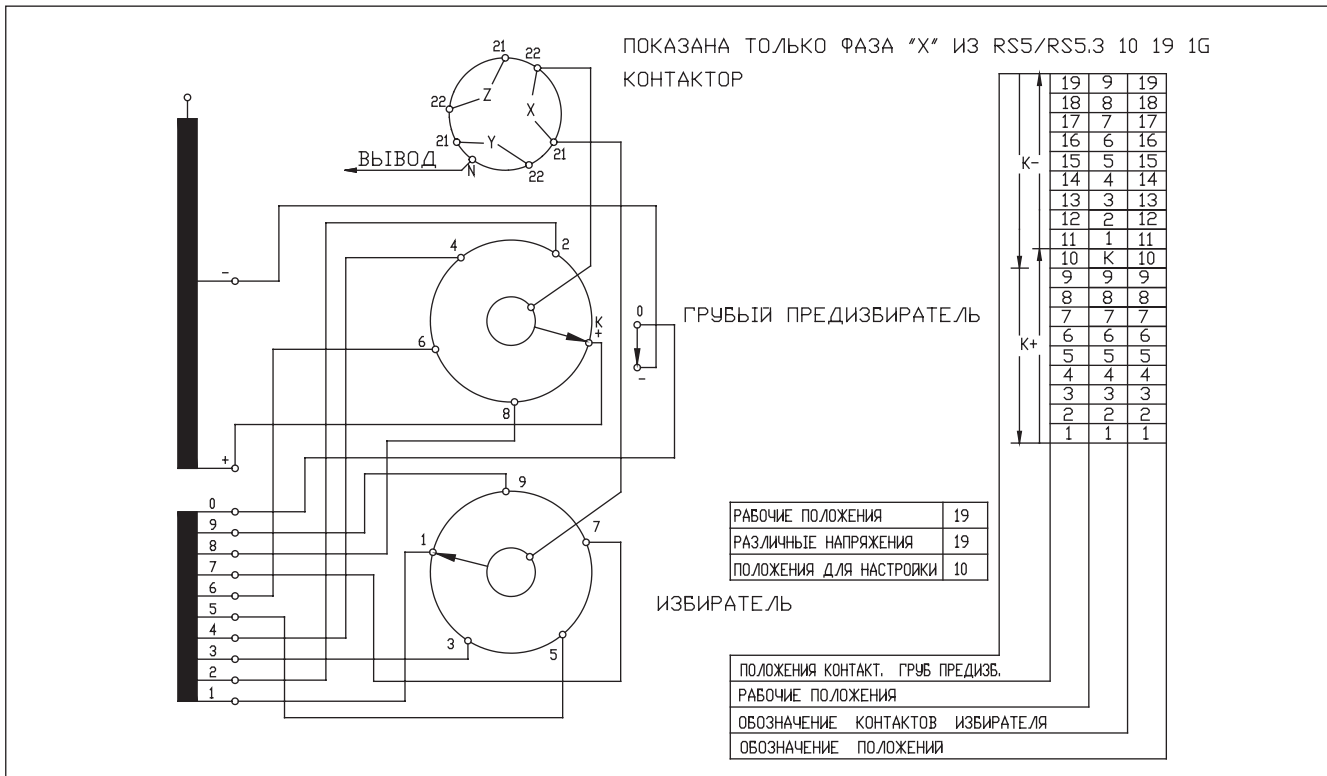 ПОКАЗАНА ТОЛЬКО ФАЗА "X" ИЗ RS5/RS5.3 10 19 1G
КОНТАКТОР
21
22
Z
X
22
21
Y
21
22
N
ВЫВОД
-
+
4
2
K
+
6
8
0
-
ГРУБЫЙ ПРЕДИЗБИРАТЕЛЬ
0
9
8
7
6
5
4
3
2
1
9
7
1
3
5
ИЗБИРАТЕЛЬ
K-
K+
19 9 19
18 8 18
17 7 17
16 6 16
15 5 15
14 4 14
13 3 13
12 2 12
11 1 11
10 K 10
9 9 9
8 8 8
7 7 7
6 6 6
5 5 5
4 4 4
3 3 3
2 2 2
1 1 1
РАБОЧИЕ ПОЛОЖЕНИЯ 19
РАЗЛИЧНЫЕ НАПРЯЖЕНИЯ 19
ПОЛОЖЕНИЯ ДЛЯ НАСТРОЙКИ 10
ПОЛОЖЕНИЯ КОНТАКТ. ГРУБ ПРЕДИЗБ.
РАБОЧИЕ ПОЛОЖЕНИЯ
ОБОЗНАЧЕНИЕ КОНТАКТОВ ИЗБИРАТЕЛЯ
ОБОЗНАЧЕНИЕ ПОЛОЖЕНИЙ